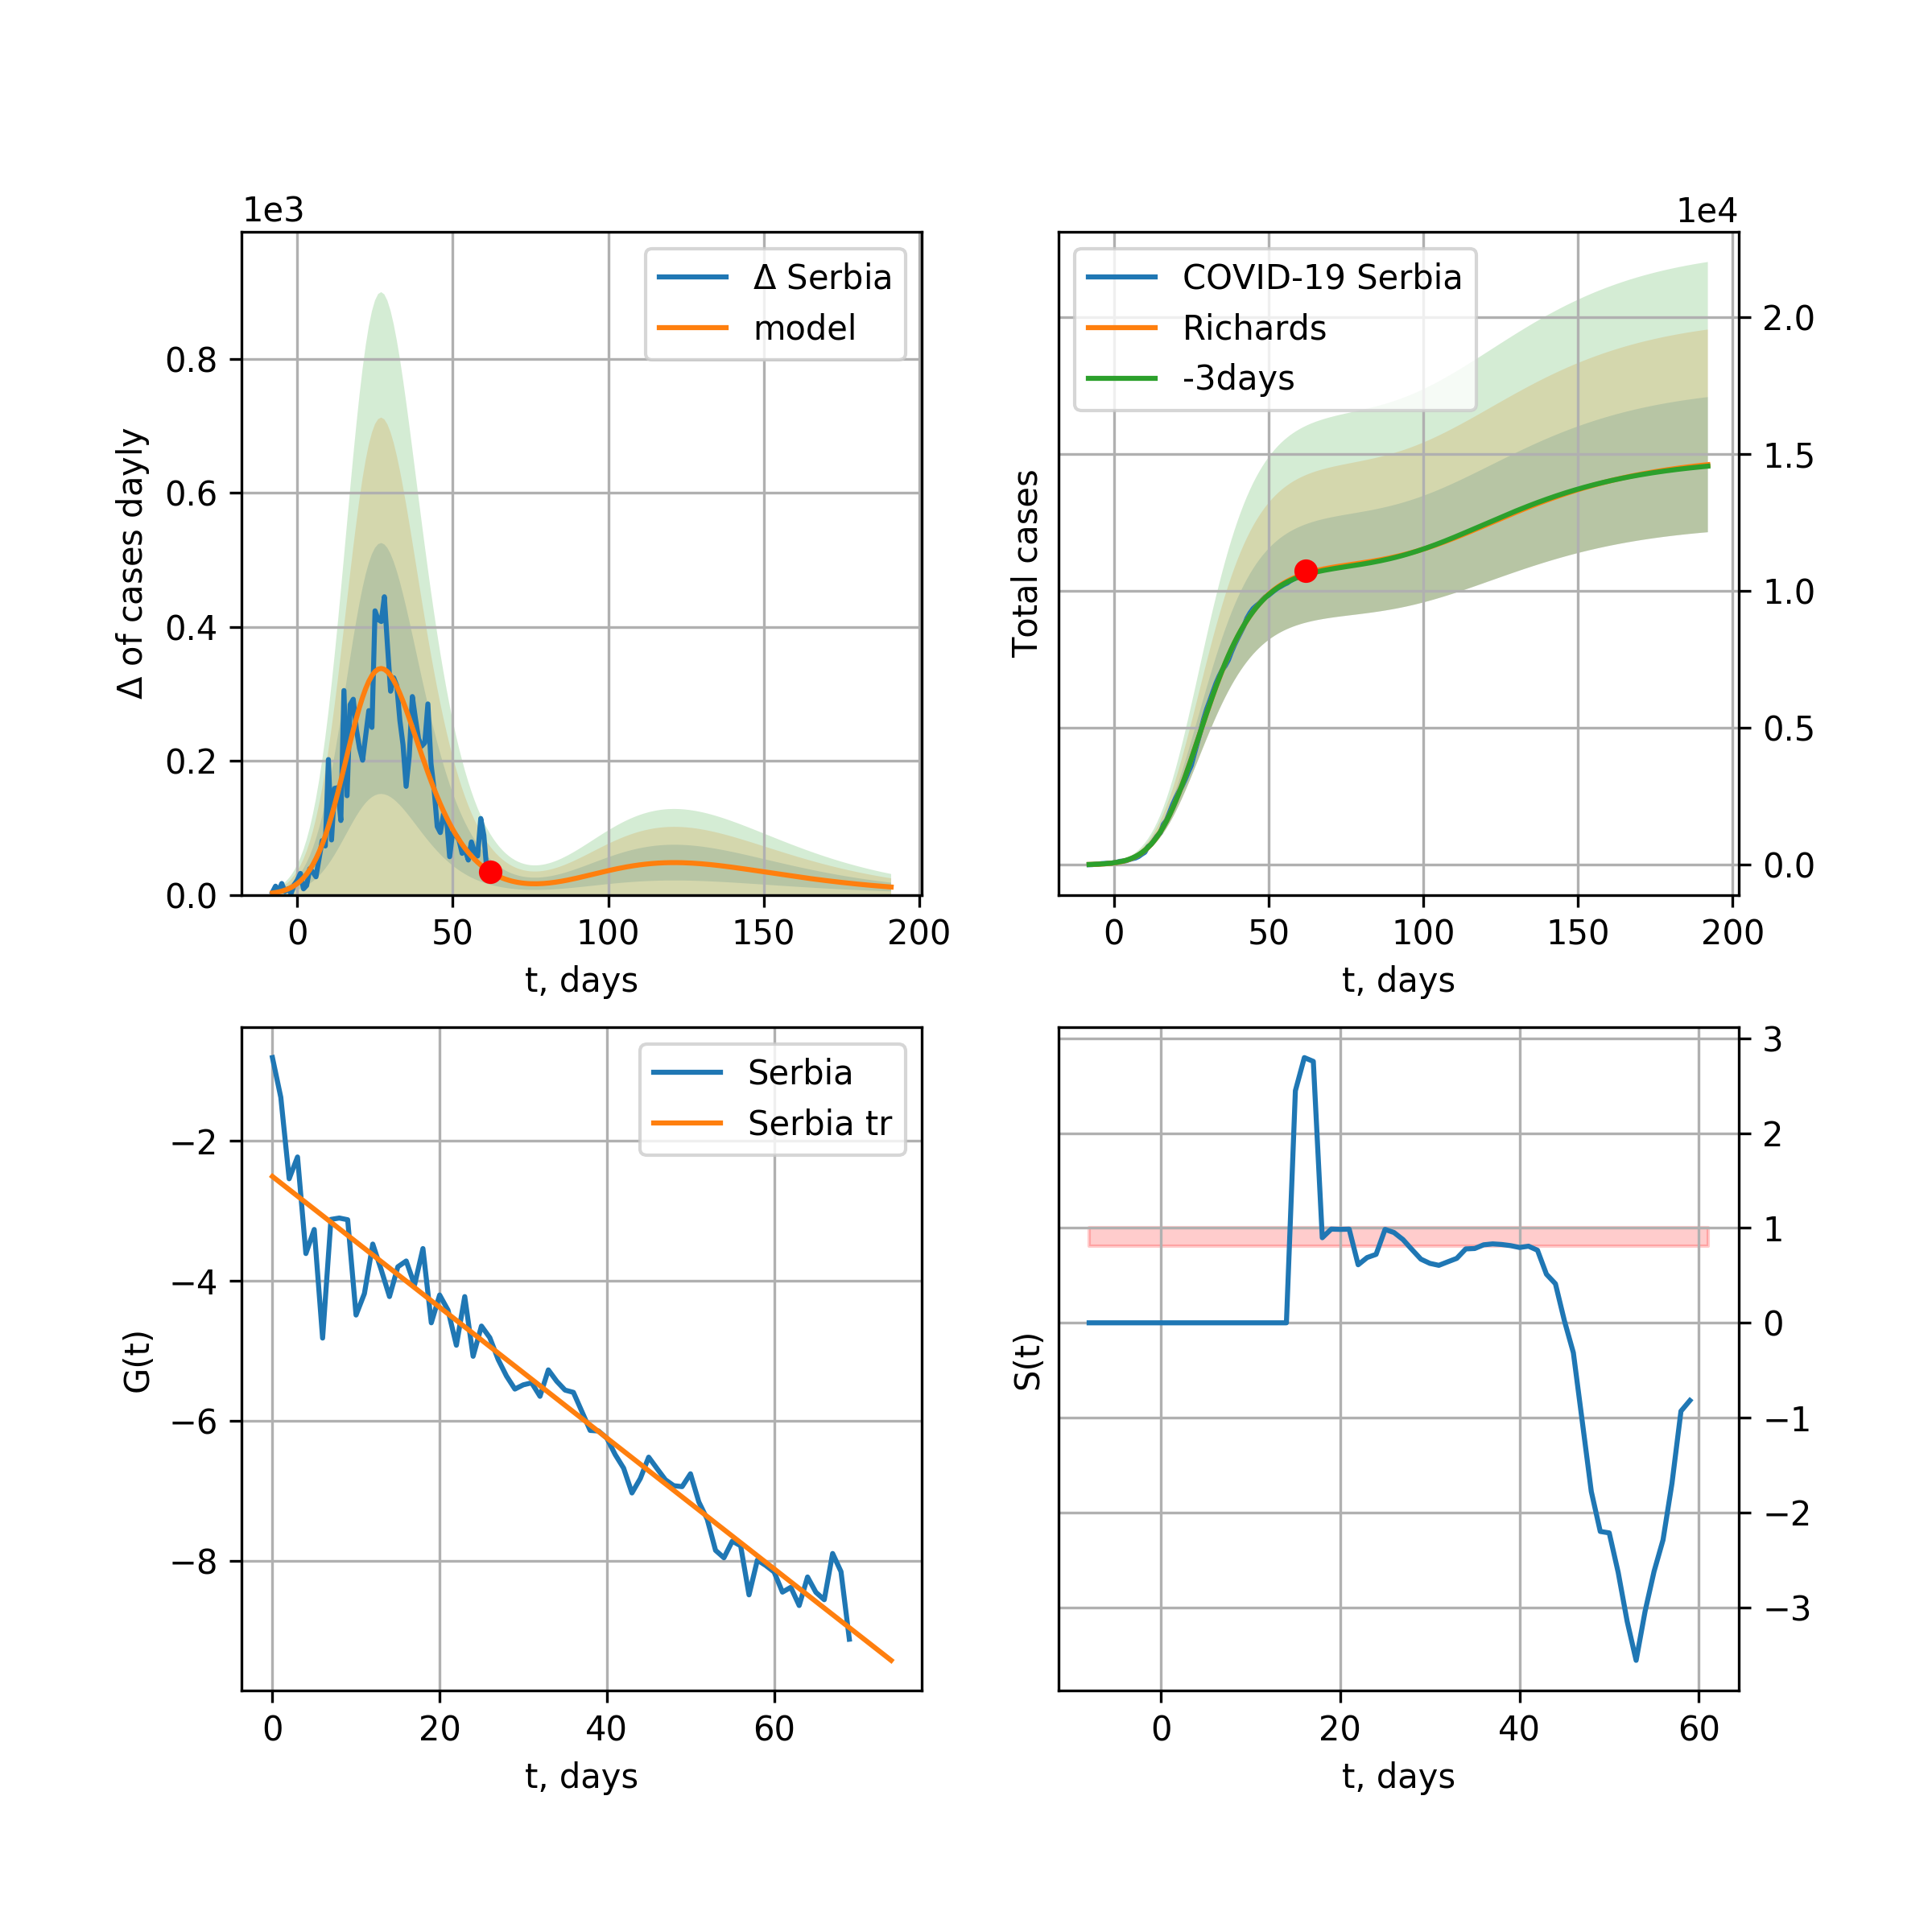 1e3
Δ Serbia
model
0.8
0.6
0.4
0.2
0.0
Δ of cases dayly
0
50
100
150
200
t, days
1e4
COVID-19 Serbia
Richards
-3days
2.0
1.5
1.0
0.5
0.0
Total cases
0
50
100
150
200
t, days
Serbia
Serbia tr
−2
−4
−6
−8
G(t)
0
20
40
60
t, days
3
2
1
0
−1
−2
−3
S(t)
0
20
40
60
t, days